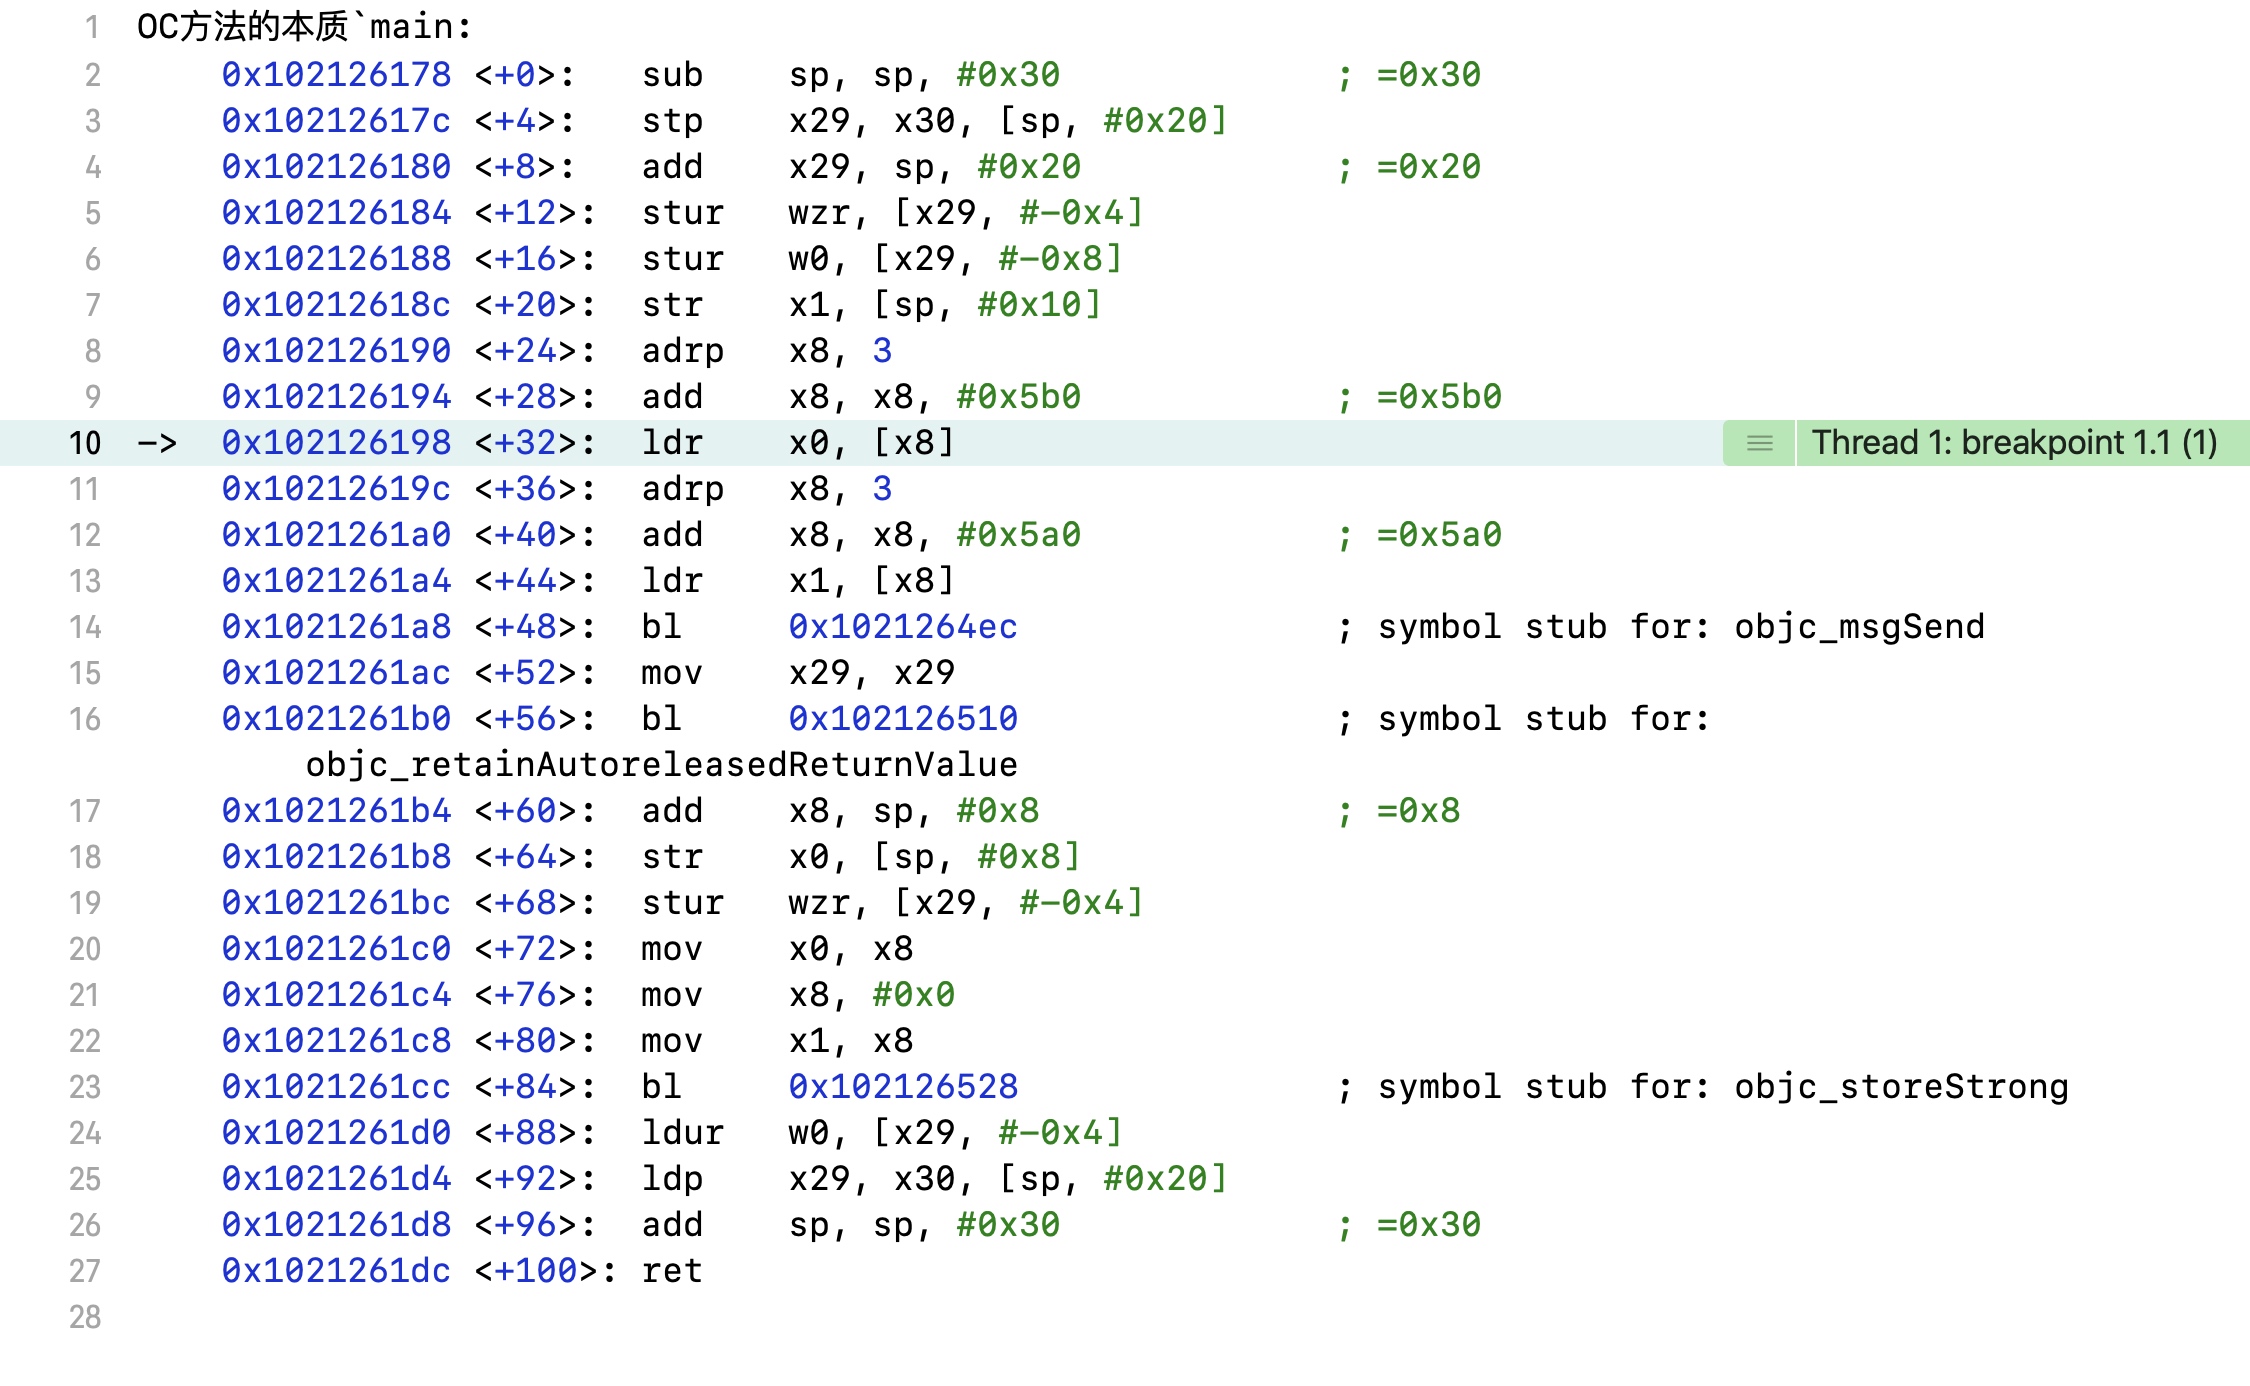 1 OC方法的本质`main:
2 0x102126178 <+0>: sub sp, sp, #0x30 ; =0x30
3 0x10212617c <+4>: stp x29, x30, [sp, #0x20]
4 0x102126180 <+8>: add x29, sp, #0x20 ; =0x20
5 0x102126184 <+12>: stur wzr, [x29, #-0x4]
6 0x102126188 <+16>: stur w0, [x29, #-0x8]
7 0x10212618c <+20>: str x1, [sp, #0x10]
8 0x102126190 <+24>: adrp x8, 3
9 0x102126194 <+28>: add x8, x8, #0x5b0 ; =0x5b0
10 -> 0x102126198 <+32>: ldr x0, [x8] Thread 1: breakpoint 1.1 (1)
11 0x10212619c <+36>: adrp x8, 3
12 0x1021261a0 <+40>: add x8, x8, #0x5a0 ; =0x5a0
13 0x1021261a4 <+44>: ldr x1, [x8]
14 0x1021261a8 <+48>: bl 0x1021264ec ; symbol stub for: objc_msgSend
15 0x1021261ac <+52>: mov x29, x29
16 0x1021261b0 <+56>: bl 0x102126510 ; symbol stub for:
objc_retainAutoreleasedReturnValue
17 0x1021261b4 <+60>: add x8, sp, #0x8 ; =0x8
18 0x1021261b8 <+64>: str x0, [sp, #0x8]
19 0x1021261bc <+68>: stur wzr, [x29, #-0x4]
20 0x1021261c0 <+72>: mov x0, x8
21 0x1021261c4 <+76>: mov x8, #0x0
22 0x1021261c8 <+80>: mov x1, x8
23 0x1021261cc <+84>: bl 0x102126528 ; symbol stub for: objc_storeStrong
24 0x1021261d0 <+88>: ldur w0, [x29, #-0x4]
25 0x1021261d4 <+92>: ldp x29, x30, [sp, #0x20]
26 0x1021261d8 <+96>: add sp, sp, #0x30 ; =0x30
27 0x1021261dc <+100>: ret
28